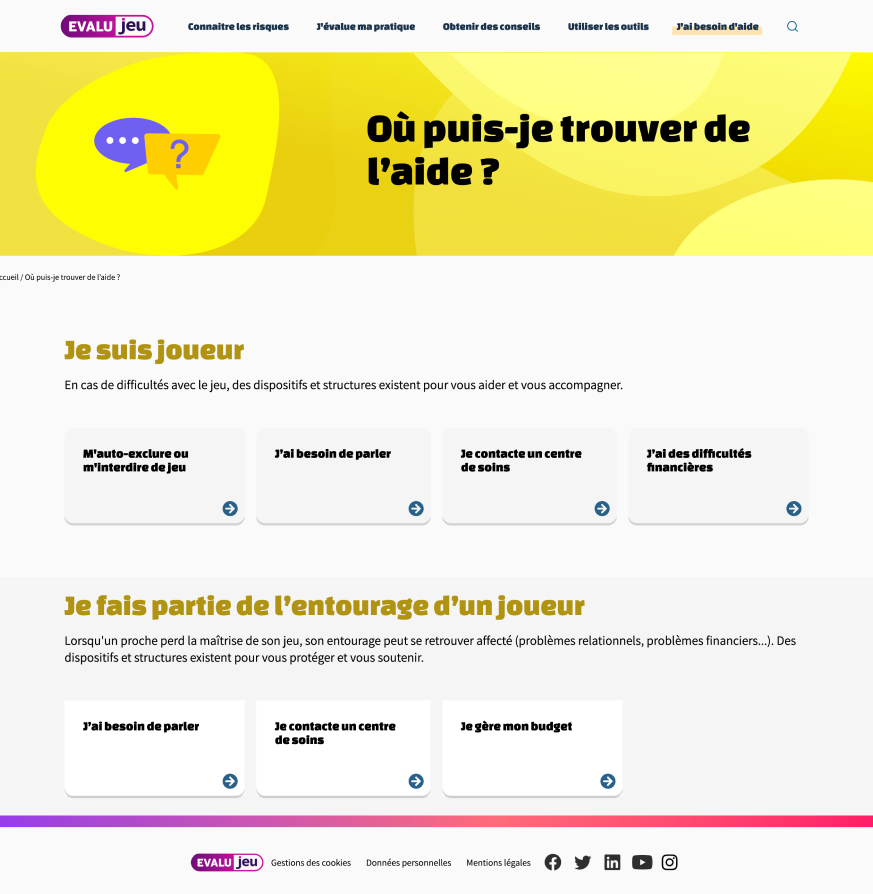 EVALU jeu
Connaitre les risques
J'évalue ma pratique
Obtenir des conseils
Utiliser les outils
J'ai besoin d'aide
?
Où puis-je trouver de
l'aide ?
ccueil / Où puis-je trouver de l'aide ?
Je suis joueur
En cas de difficultés avec le jeu, des dispositifs et structures existent pour vous aider et vous accompagner.
M'auto-exclure ou
m'interdire de jeu
J'ai besoin de parler
Je contacte un centre
de soins
J'ai des difficultés
financières
Je fais partie de l'entourage d'un joueur
Lorsqu'un proche perd la maîtrise de son jeu, son entourage peut se retrouver affecté (problèmes relationnels, problèmes financiers...). Des
dispositifs et structures existent pour vous protéger et vous soutenir.
J'ai besoin de parler
Je contacte un centre
de soins
Je gère mon budget
EVALU jeu
Gestions des cookies
Données personnelles
Mentions légales